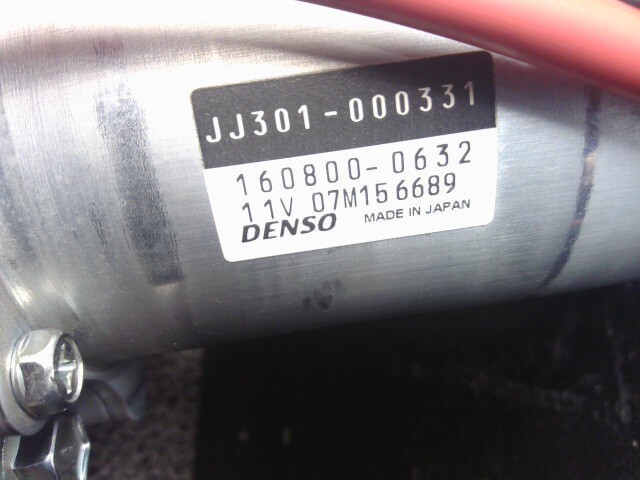 JJ301-000331
160800-0632
11V 07M156689
DENSO MADE IN JAPAN